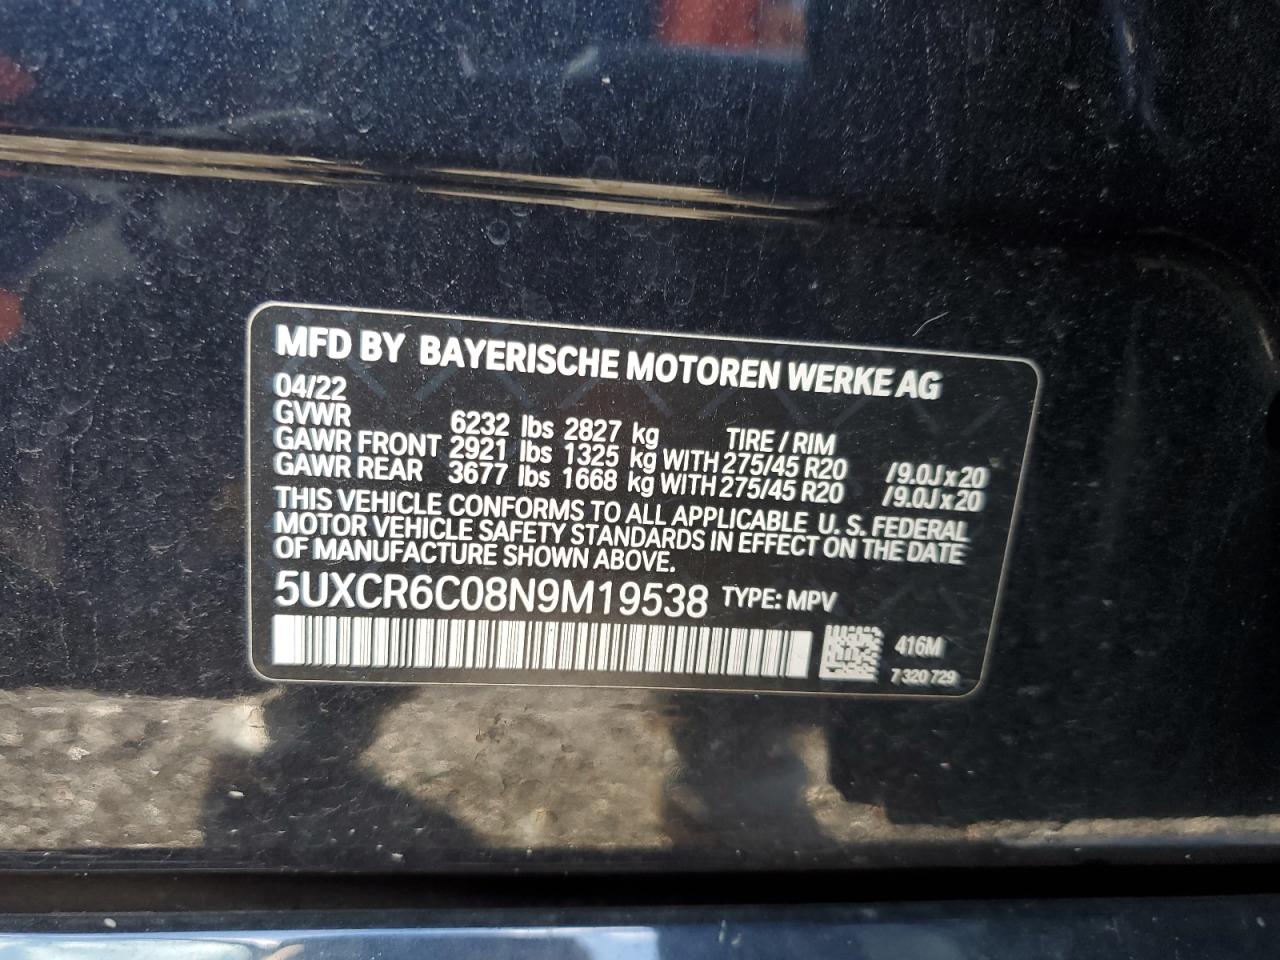 MFD BY BAYERISCHE MOTOREN WERKE AG
04/22
GVWR 6232 lbs 2827 kg TIRE / RIM
GAWR FRONT 2921 lbs 1325 kg WITH 275/45 R20 /9.0J x 20
GAWR REAR 3677 lbs 1668 kg WITH 275/45 R20 /9.0J x 20
THIS VEHICLE CONFORMS TO ALL APPLICABLE U. S. FEDERAL
MOTOR VEHICLE SAFETY STANDARDS IN EFFECT ON THE DATE
OF MANUFACTURE SHOWN ABOVE.
5UXCR6C08N9M19538 TYPE: MPV
416M
7 320 729